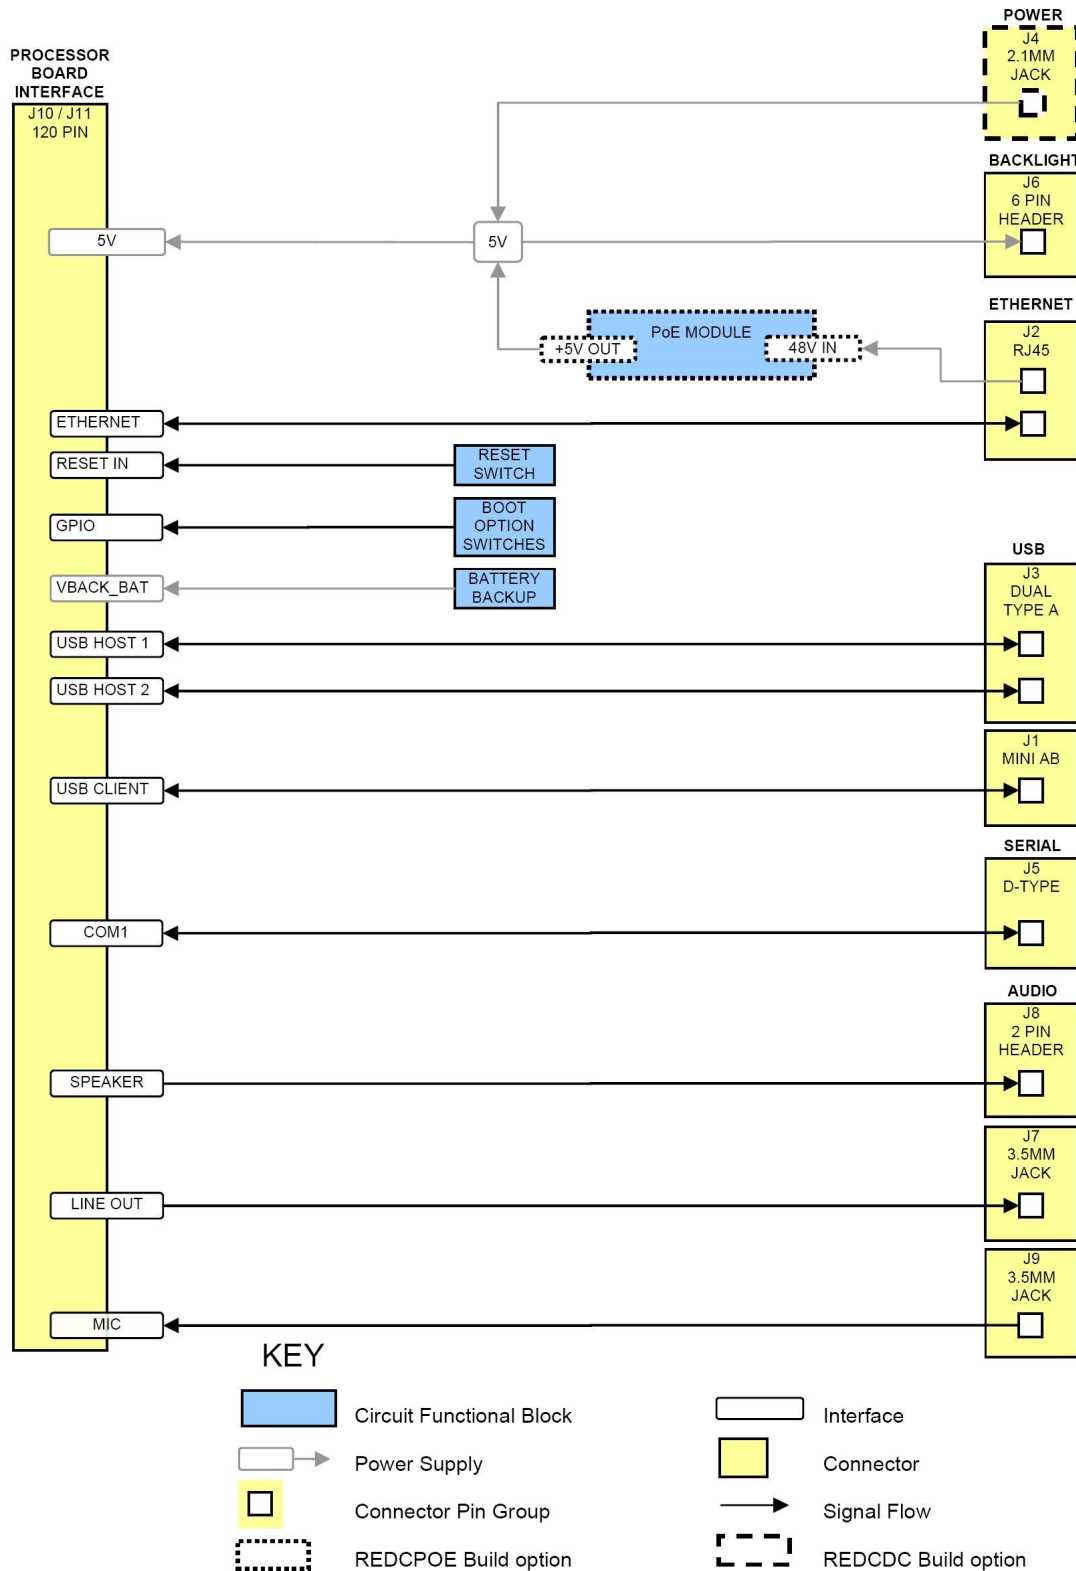 POWER
J4
2.1MM
JACK
PROCESSOR
BOARD
INTERFACE
J10 / J11
120 PIN
BACKLIGHT
J6
6 PIN
HEADER
5V
5V
ETHERNET
J2
RJ45
PoE MODULE
+5V OUT
48V IN
ETHERNET
RESET IN
RESET
SWITCH
GPIO
BOOT
OPTION
SWITCHES
VBACK_BAT
BATTERY
BACKUP
USB
J3
DUAL
TYPE A
USB HOST 1
USB HOST 2
J1
MINI AB
USB CLIENT
SERIAL
J5
D-TYPE
COM1
AUDIO
J8
2 PIN
HEADER
SPEAKER
J7
3.5MM
JACK
LINE OUT
J9
3.5MM
JACK
MIC
KEY
Circuit Functional Block
Interface
Power Supply
Connector
Connector Pin Group
Signal Flow
REDCPOE Build option
REDCDC Build option